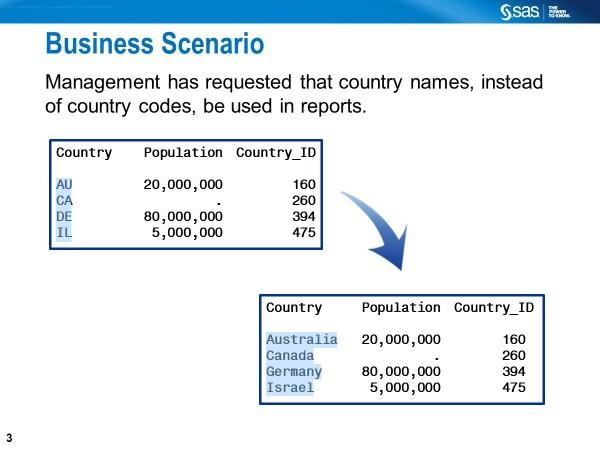 sas THE POWER TO KNOW.
Business Scenario
Management has requested that country names, instead
of country codes, be used in reports.
Country Population Country_ID
AU 20,000,000 160
CA . 260
DE 80,000,000 394
IL 5,000,000 475
Country Population Country_ID
Australia 20,000,000 160
Canada . 260
Germany 80,000,000 394
Israel 5,000,000 475
3